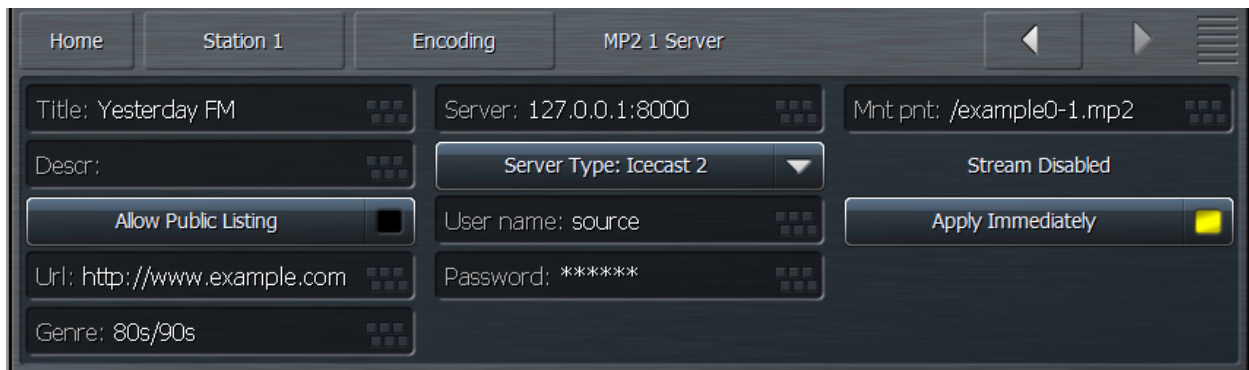 Home Station 1 Encoding MP2 1 Server
Title: Yesterday FM Server: 127.0.0.1:8000 Mnt pnt: /example0-1.mp2
Descr: Server Type: Icecast 2 Stream Disabled
Allow Public Listing User name: source Apply Immediately
Url: http://www.example.com Password: ******
Genre: 80s/90s